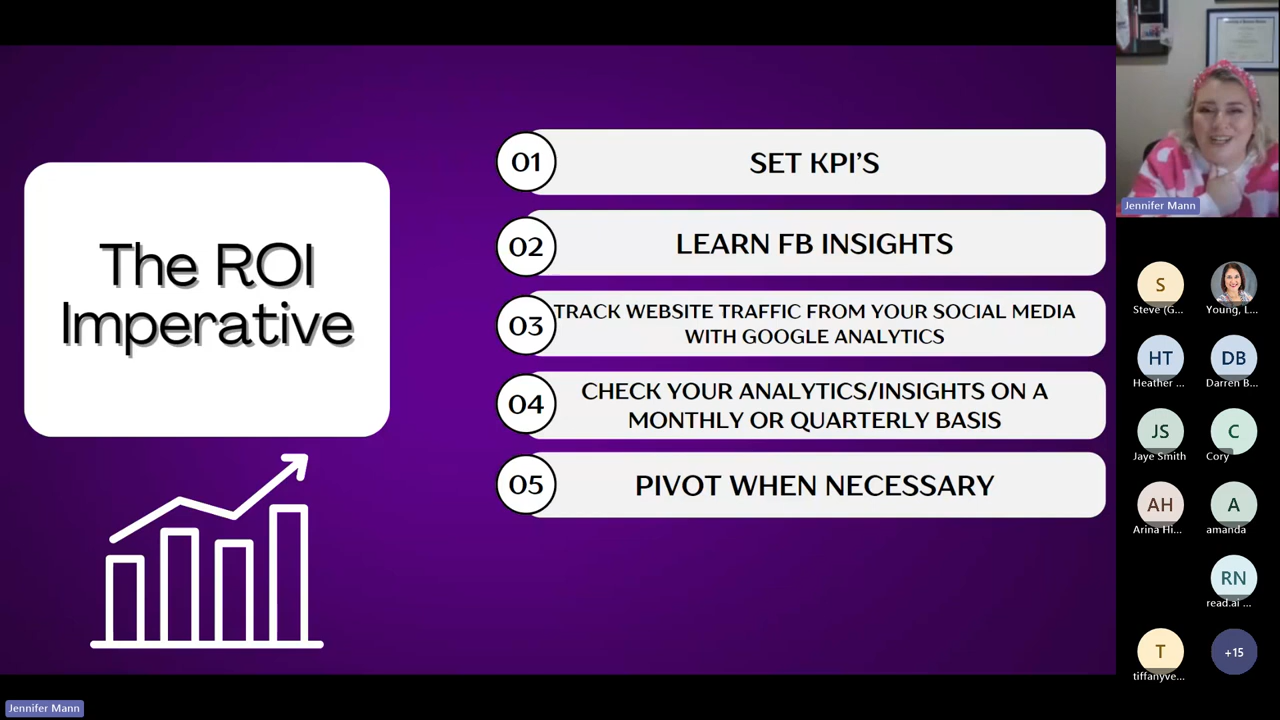 The ROI
Imperative
01
SET KPI'S
02
LEARN FB INSIGHTS
03
TRACK WEBSITE TRAFFIC FROM YOUR SOCIAL MEDIA
WITH GOOGLE ANALYTICS
04
CHECK YOUR ANALYTICS/INSIGHTS ON A
MONTHLY OR QUARTERLY BASIS
05
PIVOT WHEN NECESSARY
Jennifer Mann
S
Steve (G...
Young, L...
HT
Heather ...
DB
Darren B...
JS
Jaye Smith
C
Cory
AH
Arina Hi...
A
amanda
RN
read.ai ...
T
tiffanyve...
+15
Jennifer Mann